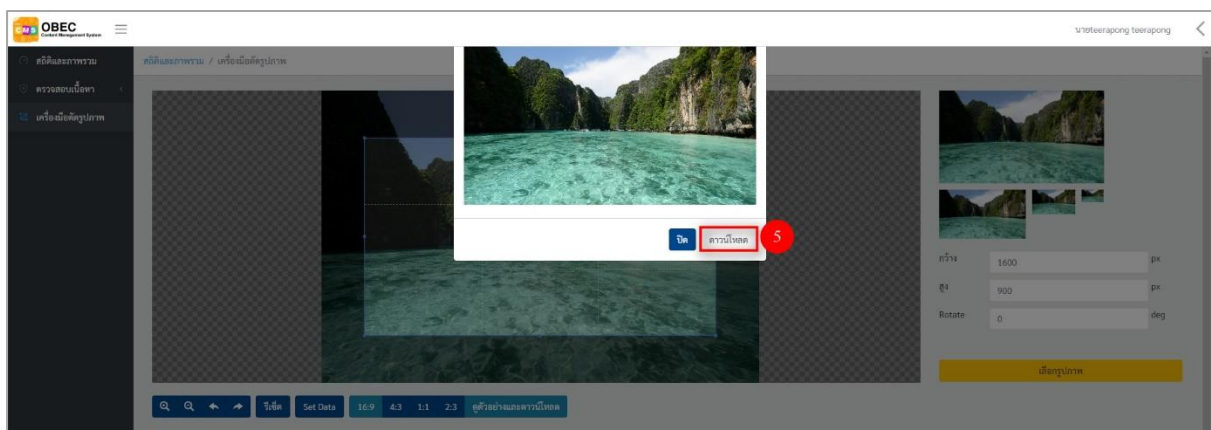 CMS OBEC
Content Management System
นายteerapong teerapong
สถิติและภาพรวม
สถิติและภาพรวม / เครื่องมือตัดรูปภาพ
ตรวจสอบเนื้อหา
เครื่องมือตัดรูปภาพ
ปิด ดาวน์โหลด 5
กว้าง 1600 px
สูง 900 px
Rotate 0 deg
เลือกรูปภาพ
รีเซ็ต Set Data 16:9 4:3 1:1 2:3 ดูตัวอย่างและดาวน์โหลด